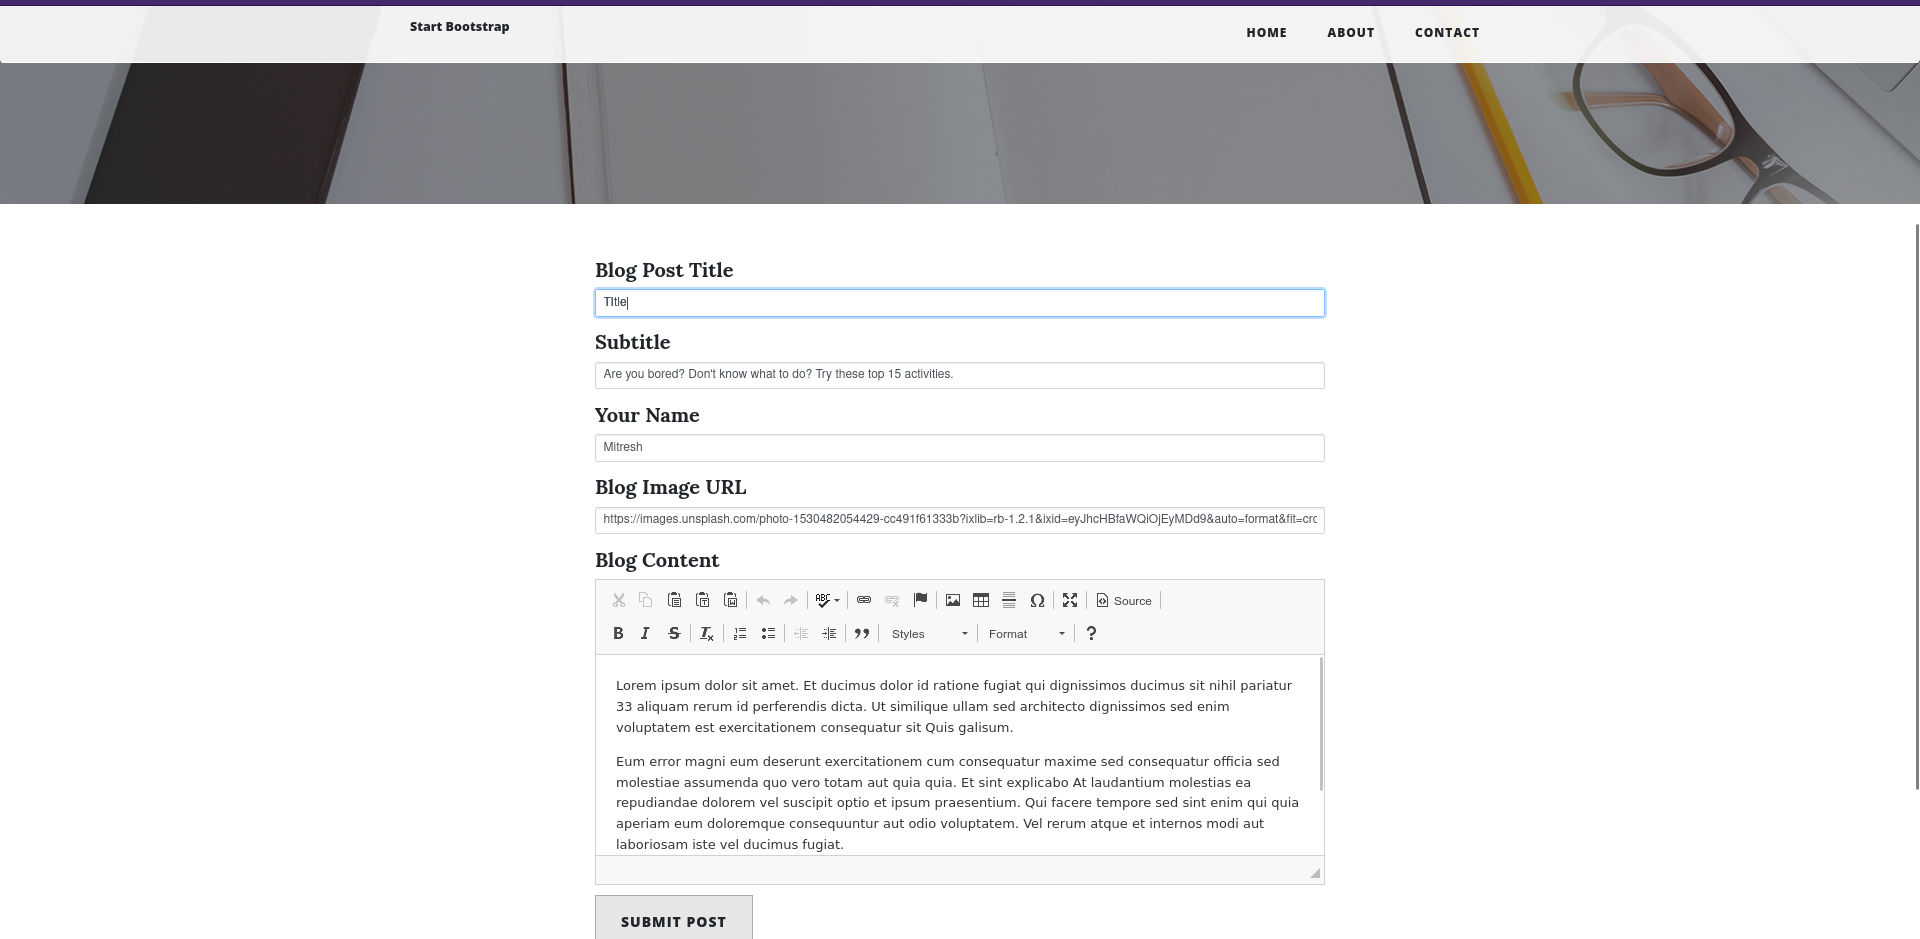 Start Bootstrap
HOME ABOUT CONTACT
Blog Post Title
TItle
Subtitle
Are you bored? Don't know what to do? Try these top 15 activities.
Your Name
Mitresh
Blog Image URL
https://images.unsplash.com/photo-1530482054429-cc491f61333b?ixlib=rb-1.2.1&ixid=eyJhcHBfaWQiOjEyMDd9&auto=format&fit=crc
Blog Content
ABC
Source
B I S
Styles Format ?
Lorem ipsum dolor sit amet. Et ducimus dolor id ratione fugiat qui dignissimos ducimus sit nihil pariatur
33 aliquam rerum id perferendis dicta. Ut similique ullam sed architecto dignissimos sed enim
voluptatem est exercitationem consequatur sit Quis galisum.
Eum error magni eum deserunt exercitationem cum consequatur maxime sed consequatur officia sed
molestiae assumenda quo vero totam aut quia quia. Et sint explicabo At laudantium molestias ea
repudiandae dolorem vel suscipit optio et ipsum praesentium. Qui facere tempore sed sint enim qui quia
aperiam eum doloremque consequuntur aut odio voluptatem. Vel rerum atque et internos modi aut
laboriosam iste vel ducimus fugiat.
SUBMIT POST